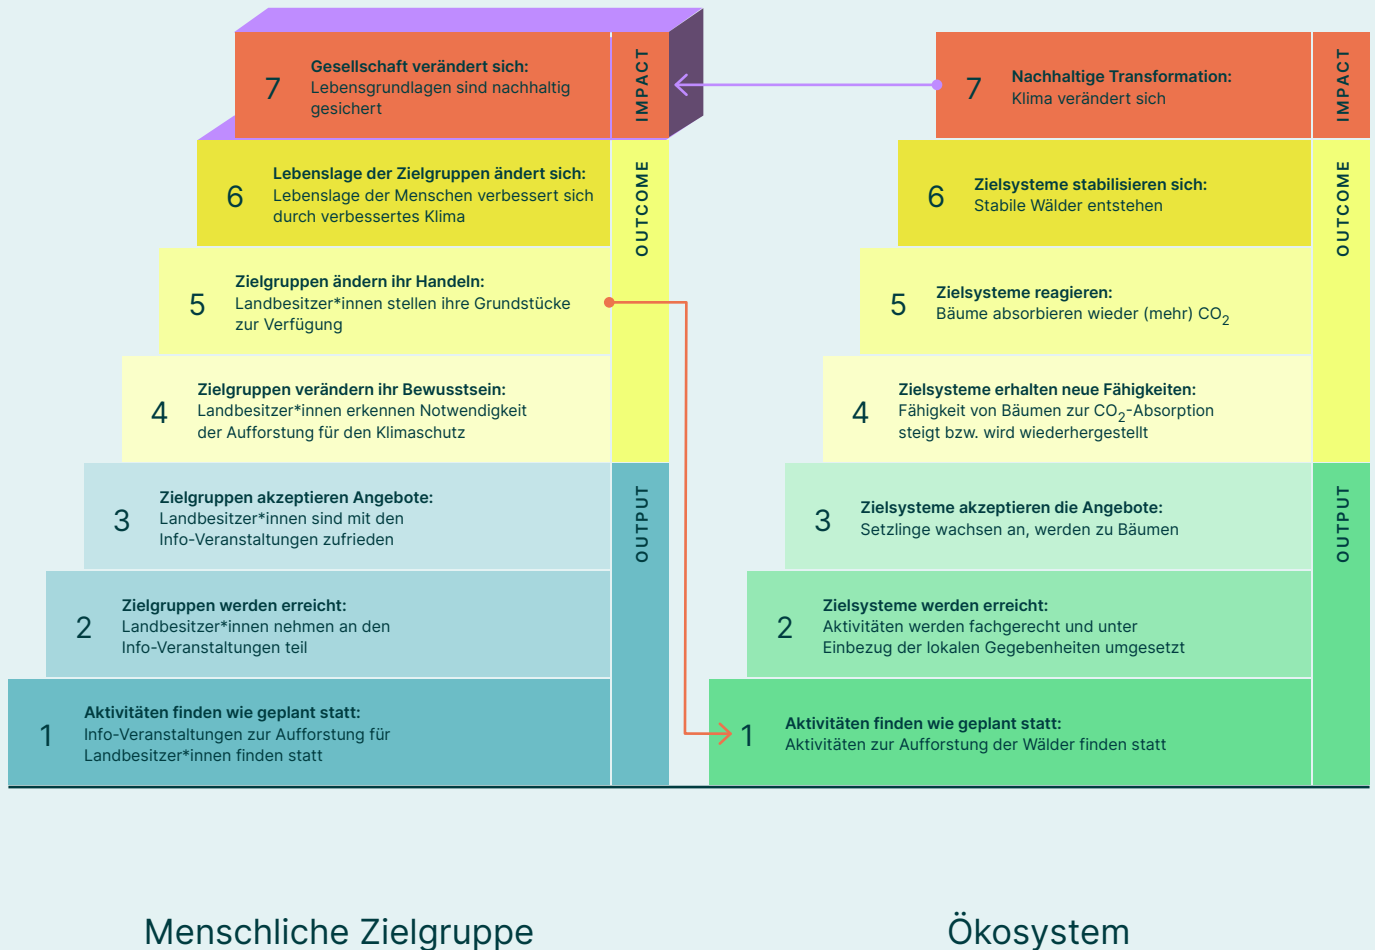 7
Gesellschaft verändert sich:
Lebensgrundlagen sind nachhaltig
gesichert
IMPACT
6
Lebenslage der Zielgruppen ändert sich:
Lebenslage der Menschen verbessert sich
durch verbessertes Klima
OUTCOME
5
Zielgruppen ändern ihr Handeln:
Landbesitzer*innen stellen ihre Grundstücke
zur Verfügung
4
Zielgruppen verändern ihr Bewusstsein:
Landbesitzer*innen erkennen Notwendigkeit
der Aufforstung für den Klimaschutz
3
Zielgruppen akzeptieren Angebote:
Landbesitzer*innen sind mit den
Info-Veranstaltungen zufrieden
OUTPUT
2
Zielgruppen werden erreicht:
Landbesitzer*innen nehmen an den
Info-Veranstaltungen teil
1
Aktivitäten finden wie geplant statt:
Info-Veranstaltungen zur Aufforstung für
Landbesitzer*innen finden statt
Menschliche Zielgruppe
7
Nachhaltige Transformation:
Klima verändert sich
IMPACT
6
Zielsysteme stabilisieren sich:
Stabile Wälder entstehen
OUTCOME
5
Zielsysteme reagieren:
Bäume absorbieren wieder (mehr) CO₂
4
Zielsysteme erhalten neue Fähigkeiten:
Fähigkeit von Bäumen zur CO₂-Absorption
steigt bzw. wird wiederhergestellt
3
Zielsysteme akzeptieren die Angebote:
Setzlinge wachsen an, werden zu Bäumen
OUTPUT
2
Zielsysteme werden erreicht:
Aktivitäten werden fachgerecht und unter
Einbezug der lokalen Gegebenheiten umgesetzt
1
Aktivitäten finden wie geplant statt:
Aktivitäten zur Aufforstung der Wälder finden statt
Ökosystem